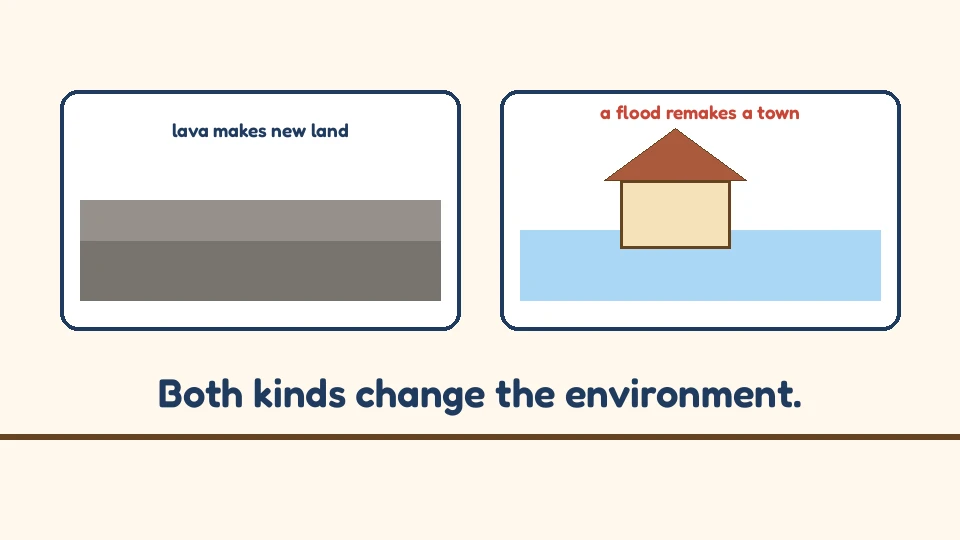 lava makes new land
a flood remakes a town
Both kinds change the environment.